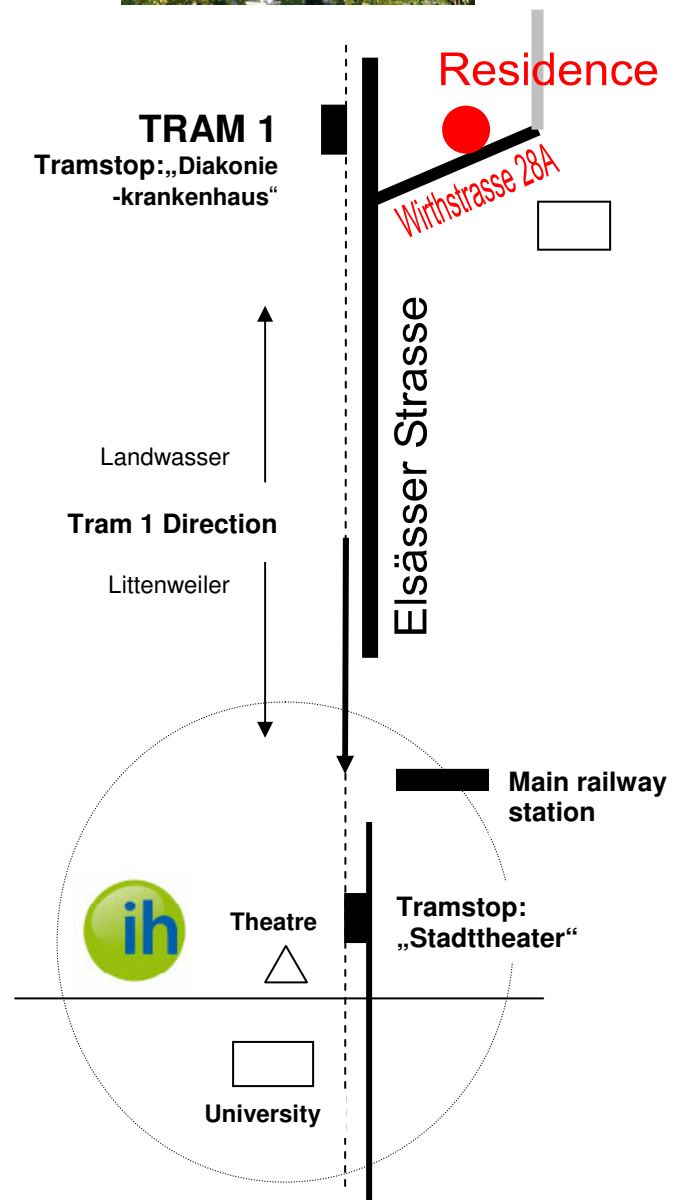 Residence
TRAM 1
Tramstop:„Diakonie
-krankenhaus“
Wirthstrasse 28A
Elsässer Strasse
Landwasser
Tram 1 Direction
Littenweiler
Main railway
station
ih
Theatre
Tramstop:
„Stadttheater“
University